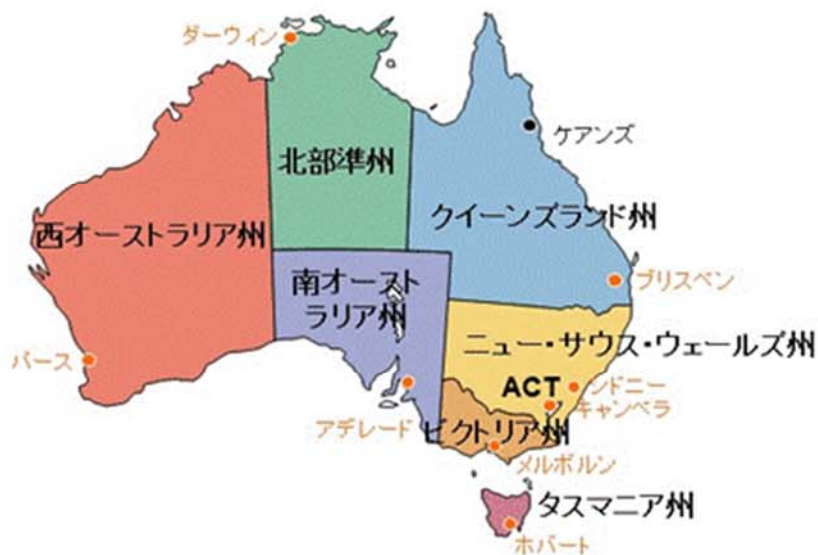 ダーウィン
ケアンズ
北部準州
クイーンズランド州
西オーストラリア州
南オースト
ラリア州
ブリスベン
ニュー・サウス・ウェールズ州
パース
ACT
シドニー
キャンベラ
アデレード
ビクトリア州
メルボルン
タスマニア州
ホバート